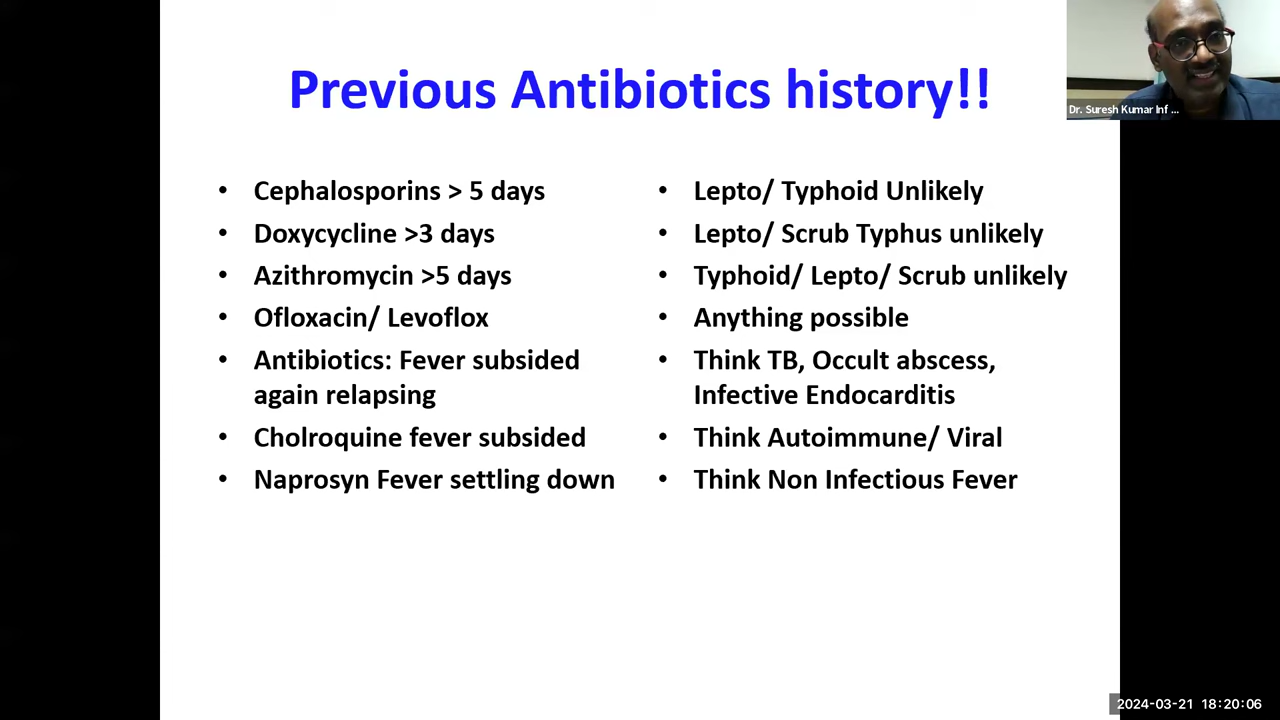 Previous Antibiotics history!!
Dr. Suresh Kumar Inf ...
• Cephalosporins > 5 days
• Doxycycline >3 days
• Azithromycin >5 days
• Ofloxacin/ Levoflox
• Antibiotics: Fever subsided
again relapsing
• Cholroquine fever subsided
• Naprosyn Fever settling down
• Lepto/ Typhoid Unlikely
• Lepto/ Scrub Typhus unlikely
• Typhoid/ Lepto/ Scrub unlikely
• Anything possible
• Think TB, Occult abscess,
Infective Endocarditis
• Think Autoimmune/ Viral
• Think Non Infectious Fever
2024-03-21 18:20:06